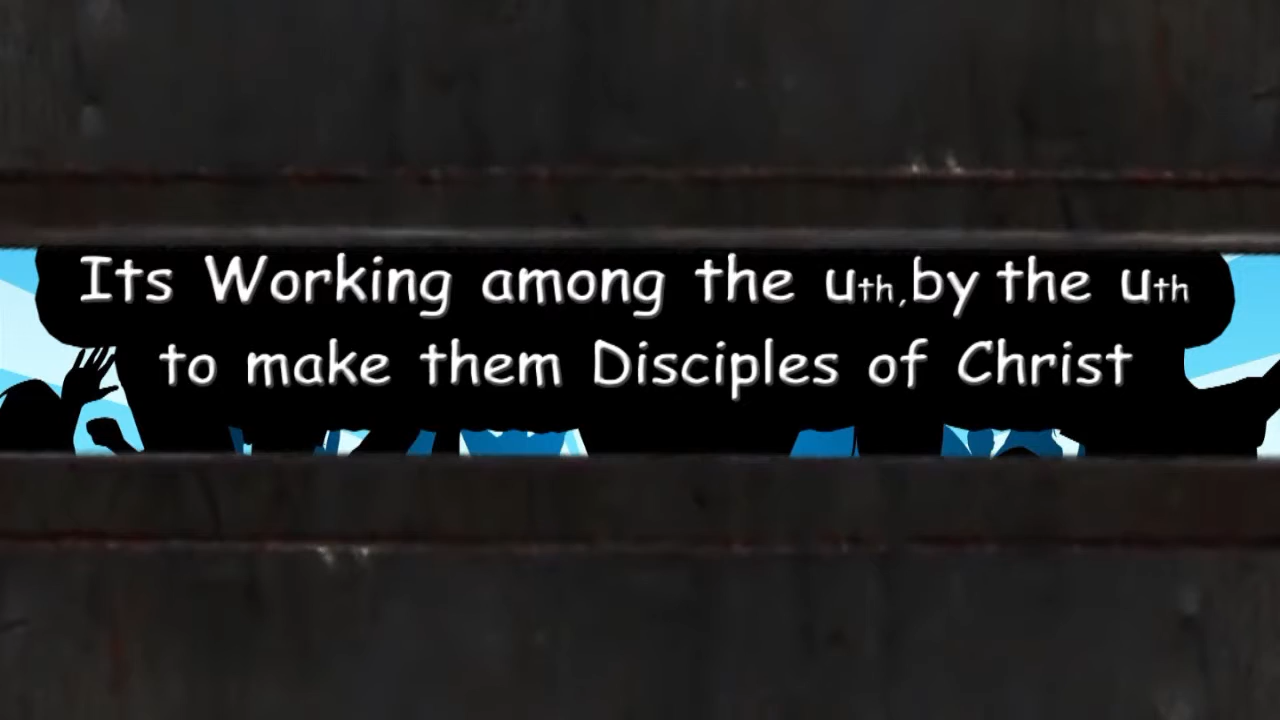 Its Working among the uth,by the uth
to make them Disciples of Christ